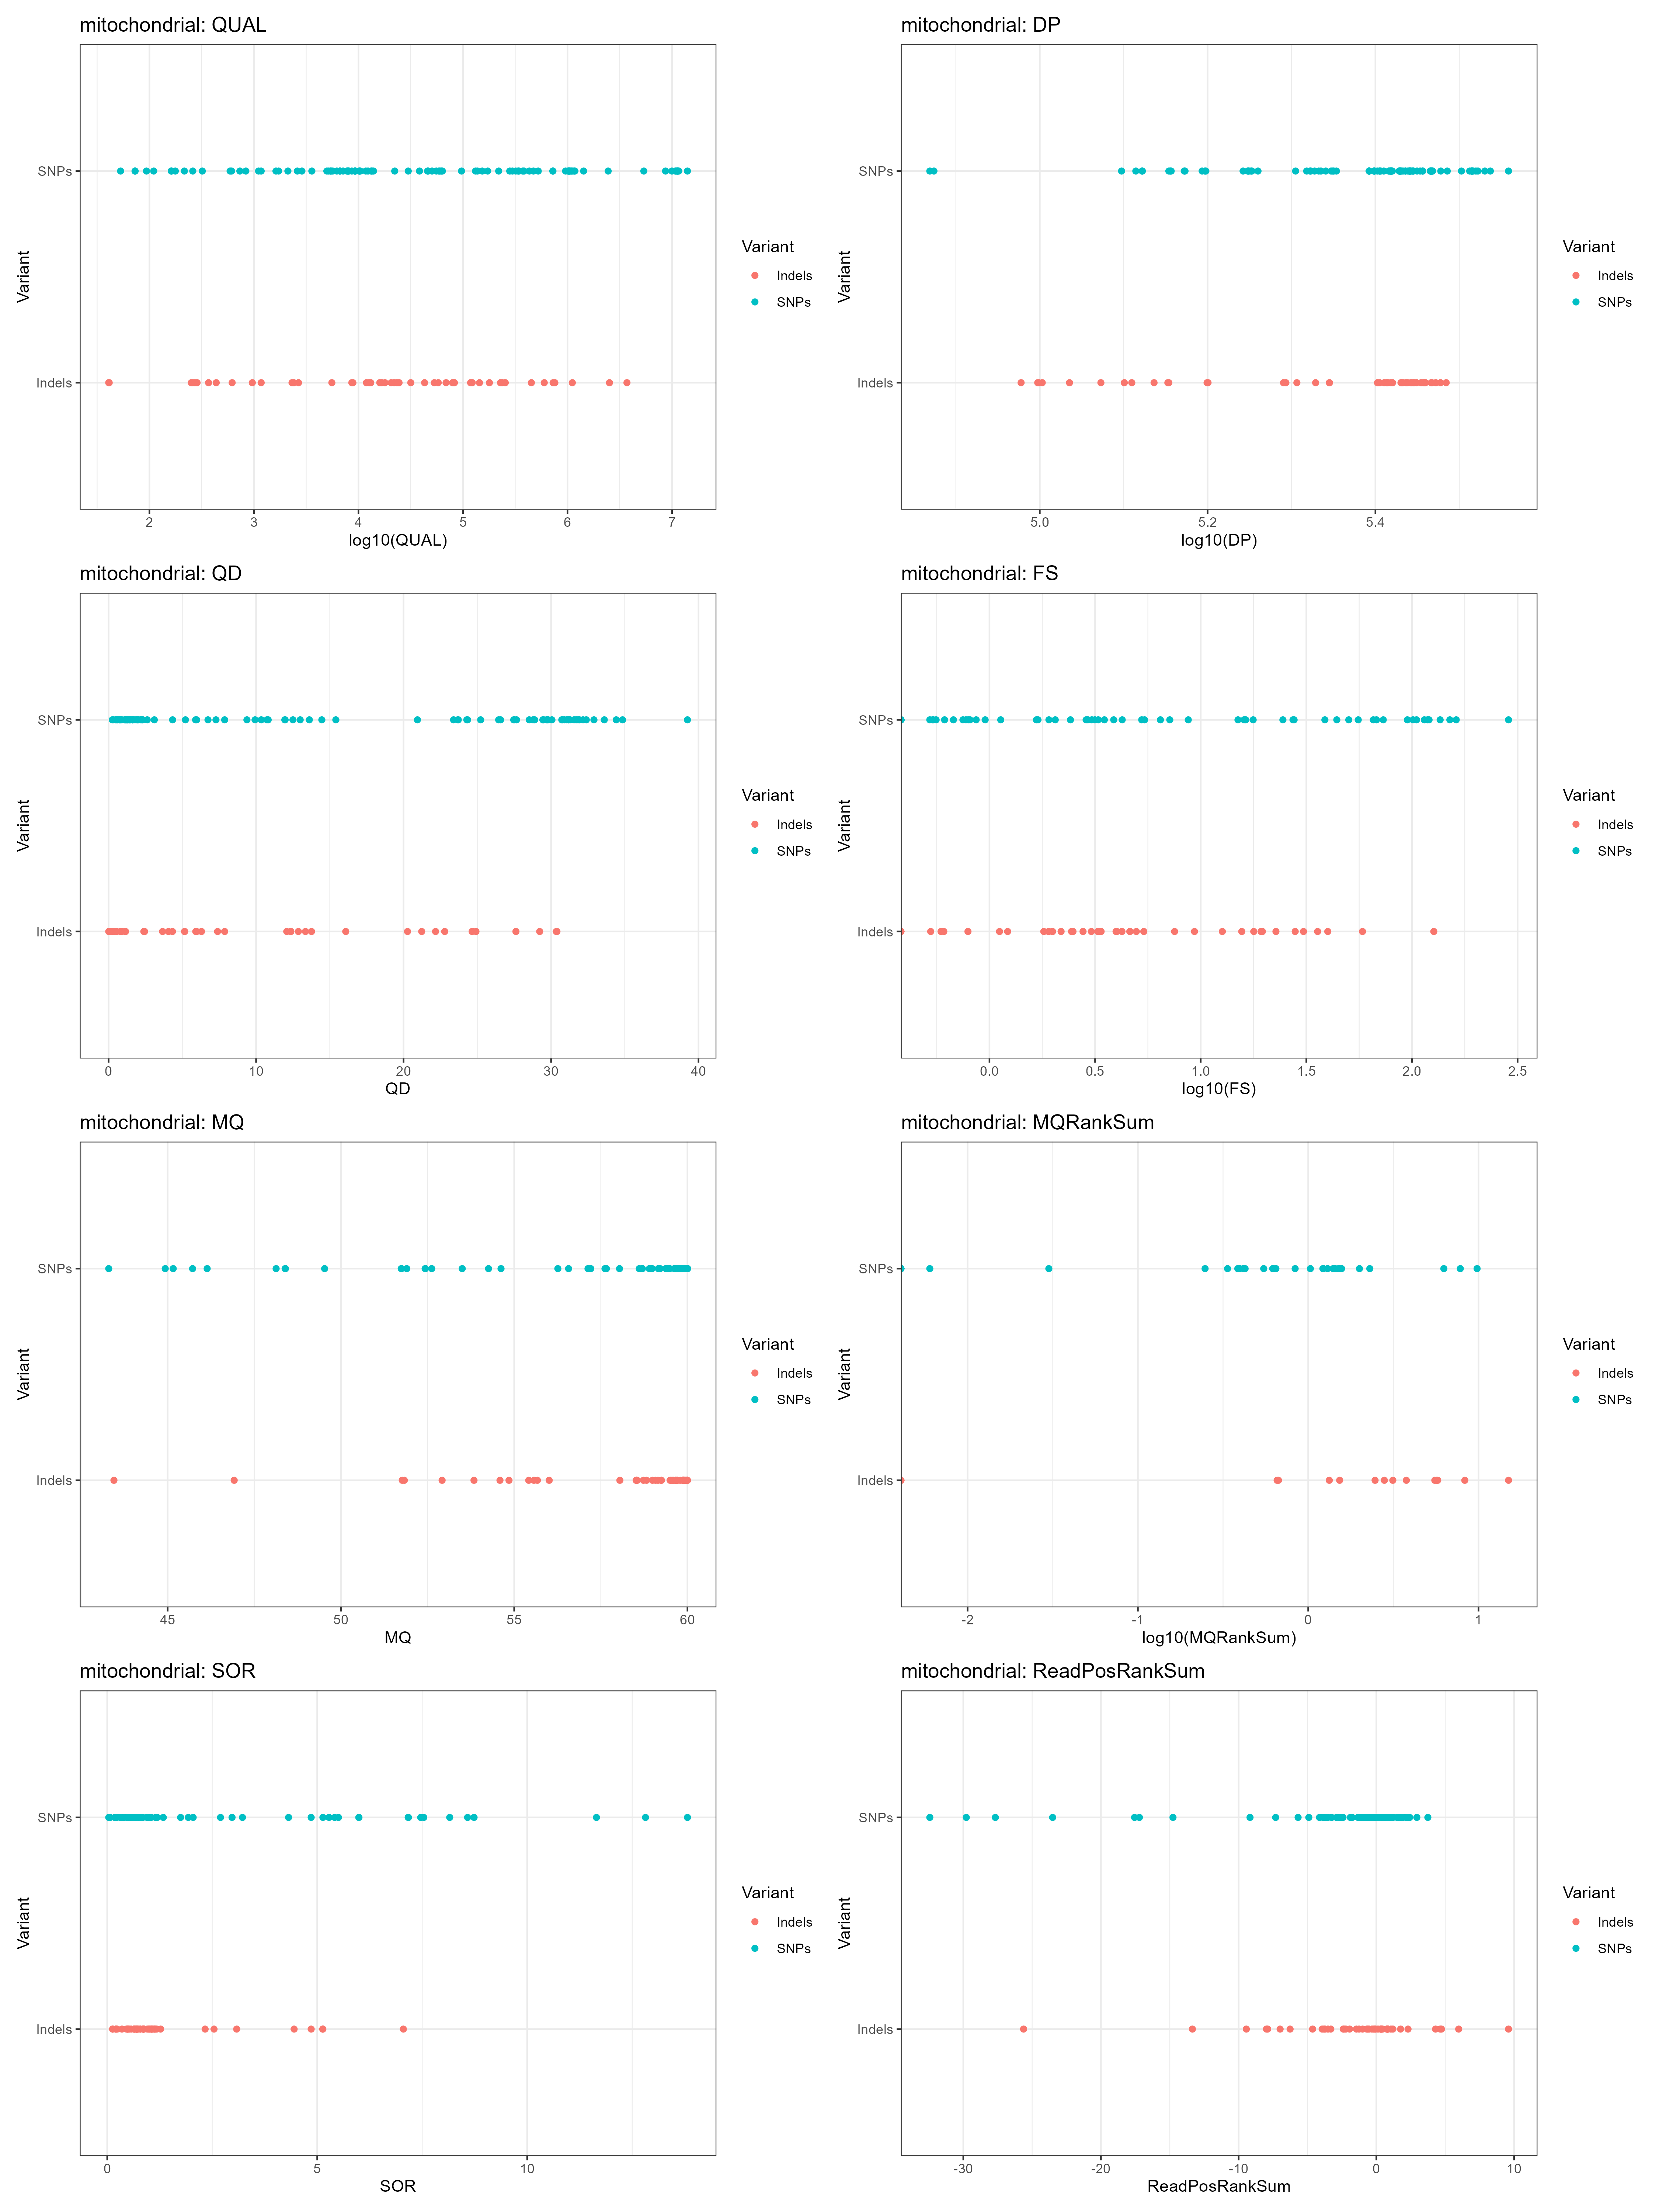 mitochondrial: QUAL
Variant
SNPs
Indels
2 3 4 5 6 7
log10(QUAL)
Variant
Indels
SNPs
mitochondrial: DP
Variant
SNPs
Indels
5.0 5.2 5.4
log10(DP)
Variant
Indels
SNPs
mitochondrial: QD
Variant
SNPs
Indels
0 10 20 30 40
QD
Variant
Indels
SNPs
mitochondrial: FS
Variant
SNPs
Indels
0.0 0.5 1.0 1.5 2.0 2.5
log10(FS)
Variant
Indels
SNPs
mitochondrial: MQ
Variant
SNPs
Indels
45 50 55 60
MQ
Variant
Indels
SNPs
mitochondrial: MQRankSum
Variant
SNPs
Indels
-2 -1 0 1
log10(MQRankSum)
Variant
Indels
SNPs
mitochondrial: SOR
Variant
SNPs
Indels
0 5 10
SOR
Variant
Indels
SNPs
mitochondrial: ReadPosRankSum
Variant
SNPs
Indels
-30 -20 -10 0 10
ReadPosRankSum
Variant
Indels
SNPs